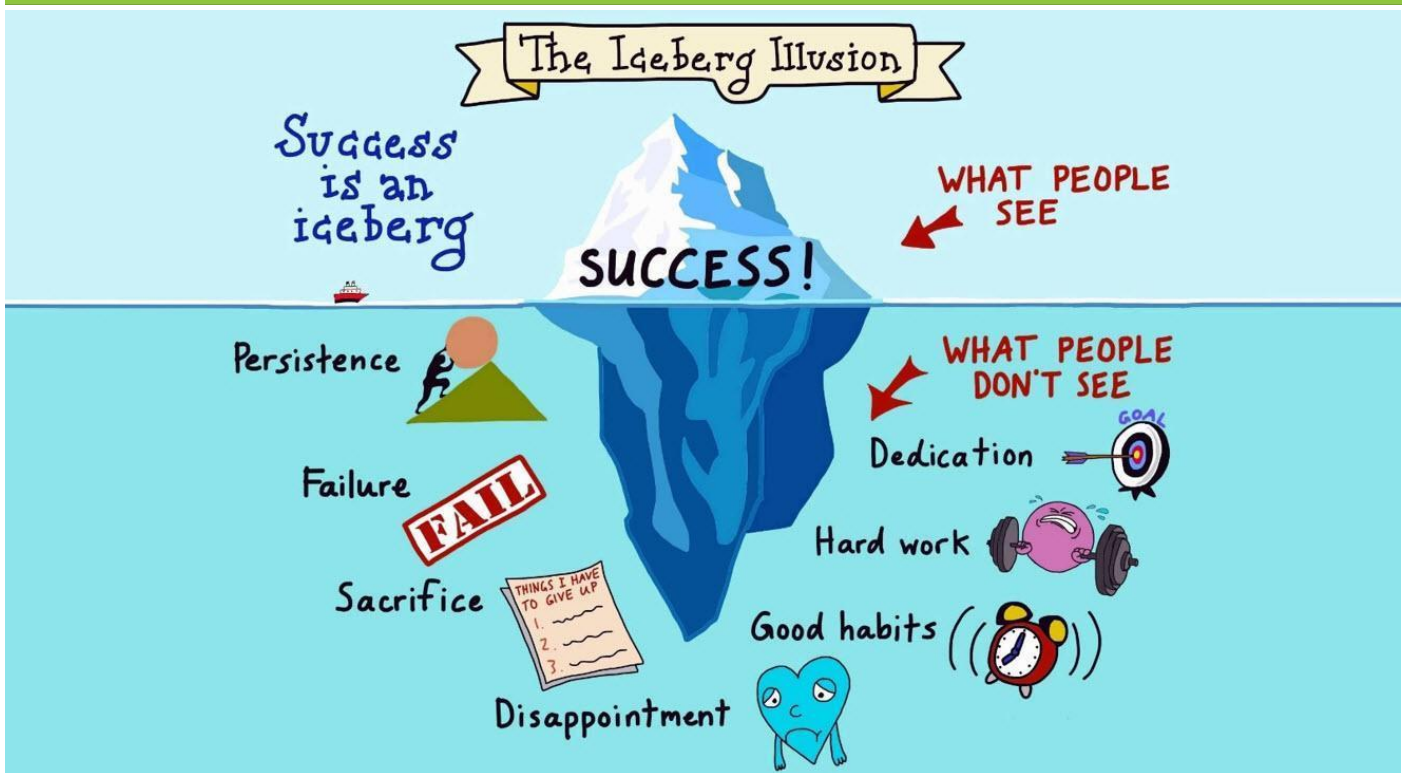 The Iceberg Illusion
Success
is an
iceberg
WHAT PEOPLE
SEE
SUCCESS!
Persistence
WHAT PEOPLE
DON'T SEE
GOAL
Dedication
Failure
FAIL
Hard work
Sacrifice
THINGS I HAVE
TO GIVE UP
1.
2.
3.
Good habits
Disappointment